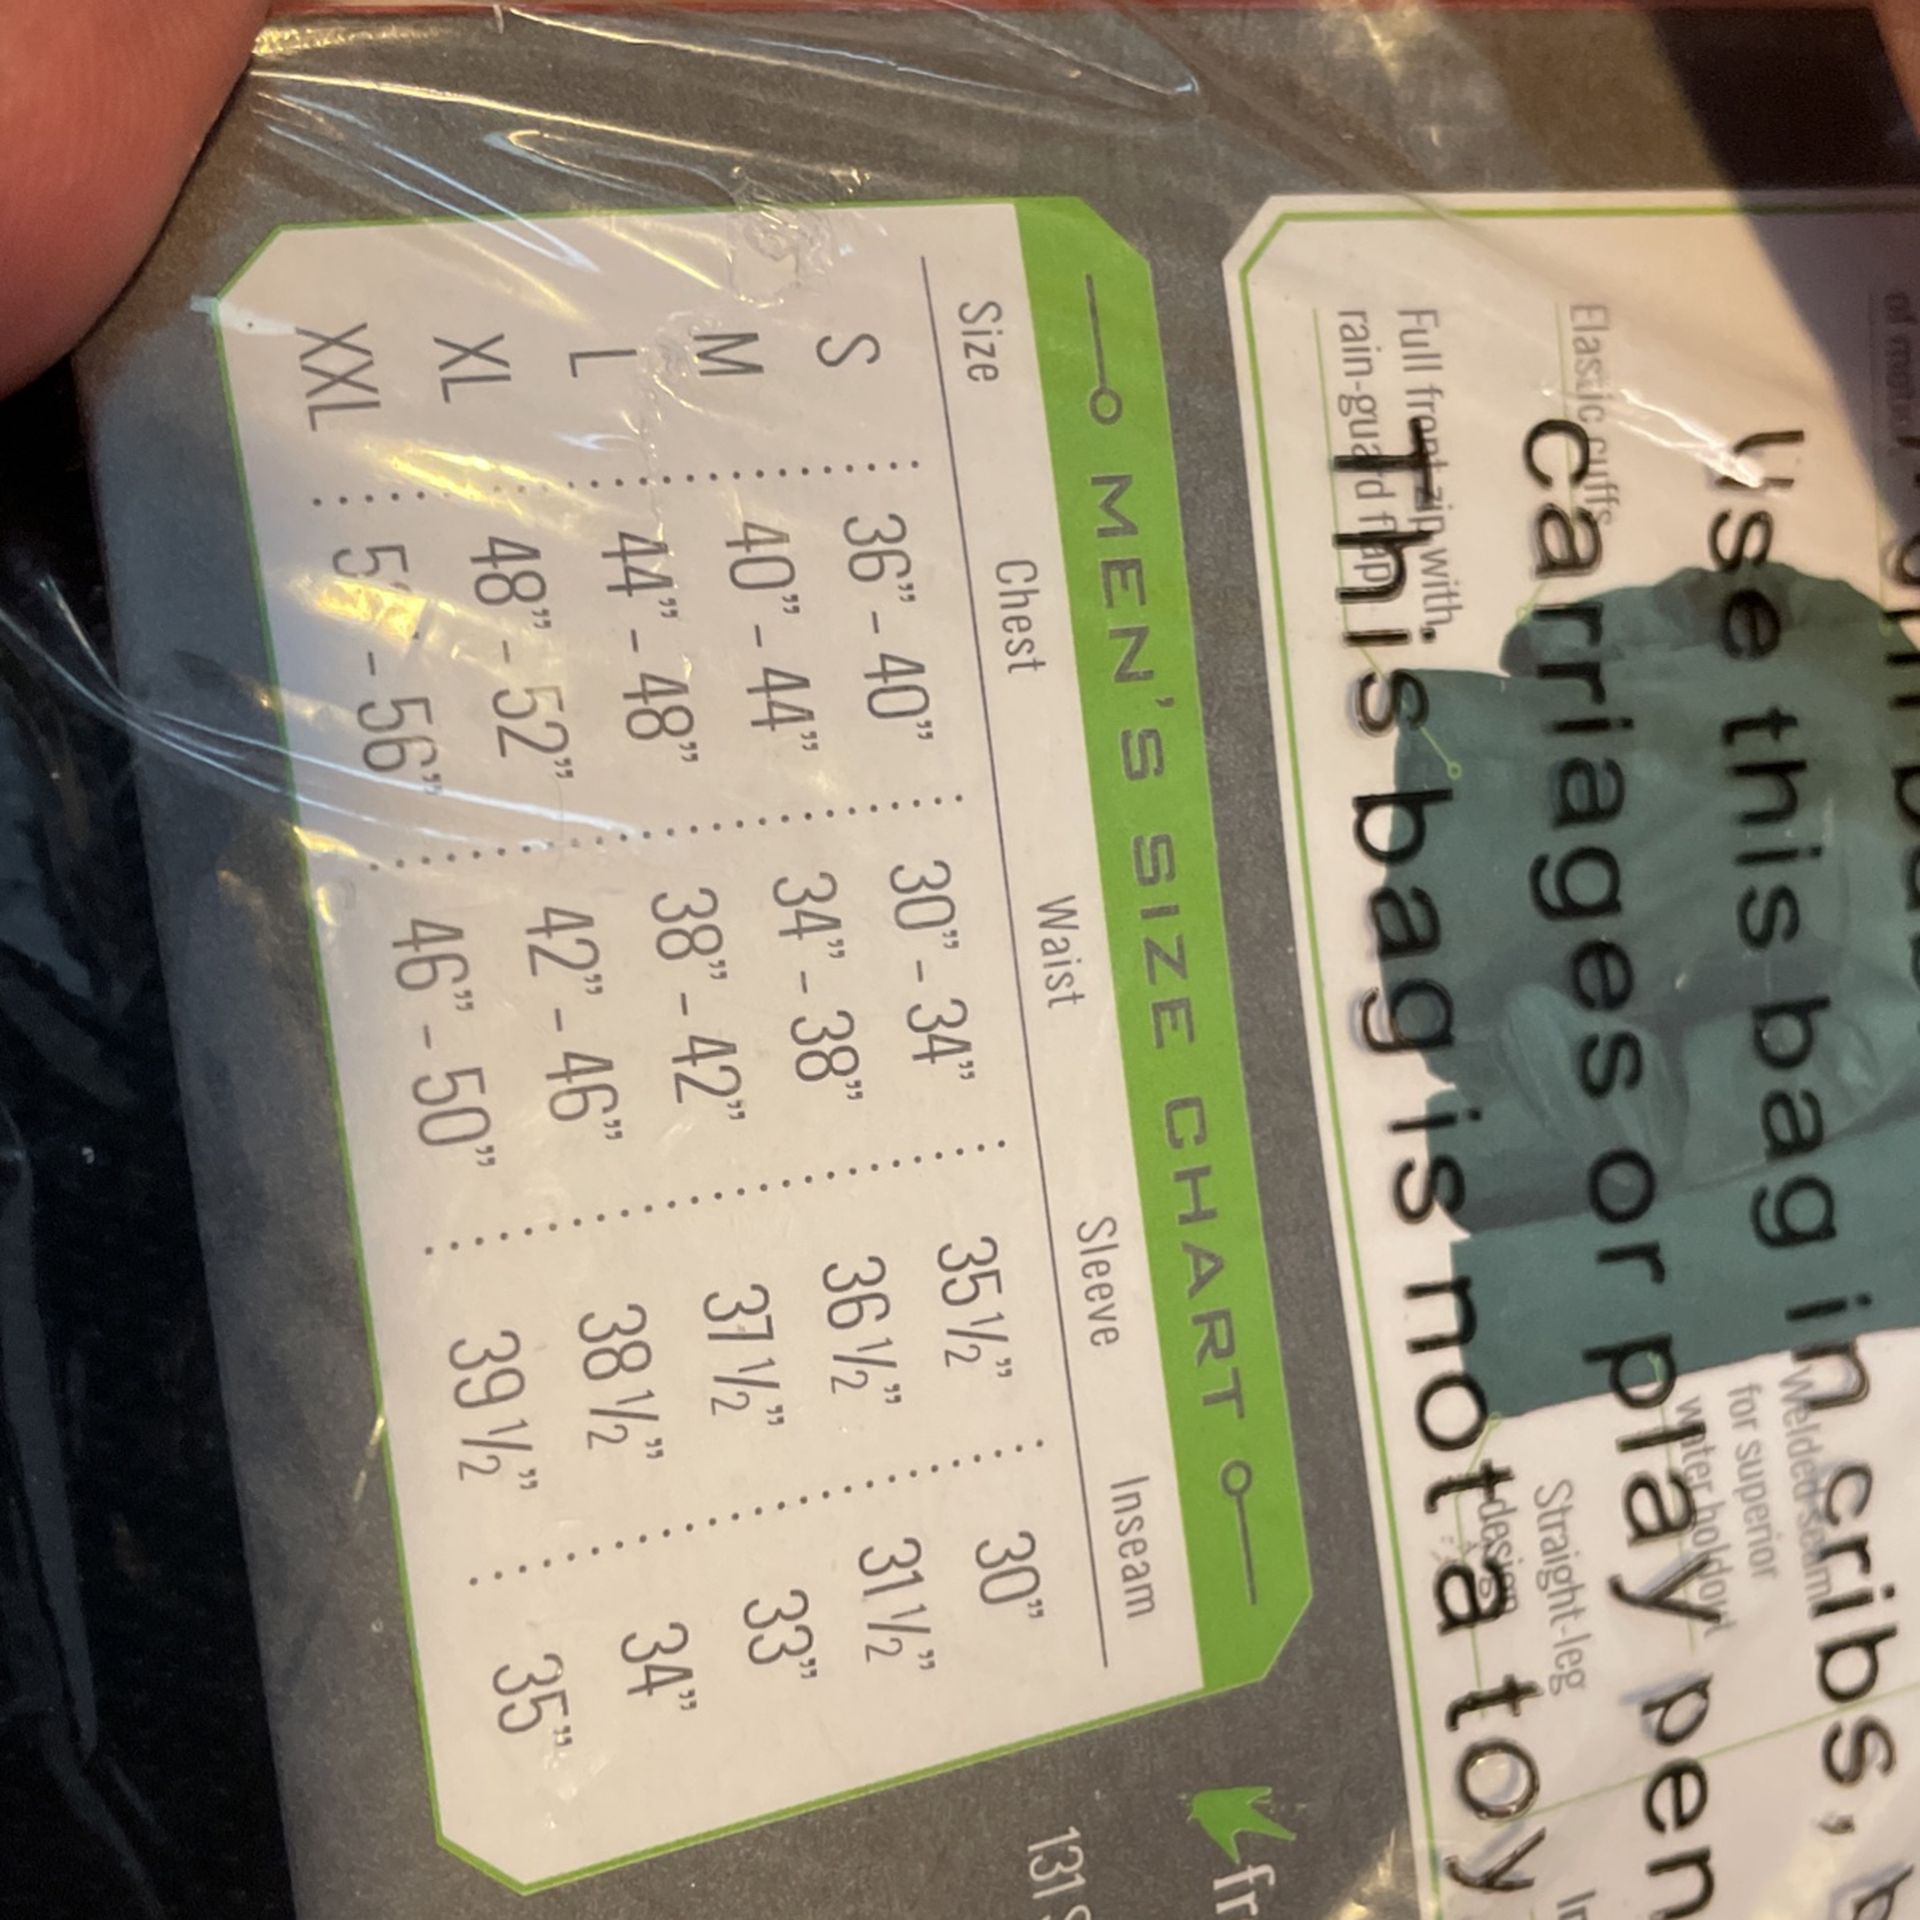 MEN'S SIZE CHART
Size Chest Waist Sleeve Inseam
S 36" - 40" 30" - 34" 35 1/2" 30"
M 40" - 44" 34" - 38" 36 1/2" 31 1/2"
L 44" - 48" 38" - 42" 37 1/2" 33"
XL 48" - 52" 42" - 46" 38 1/2" 34"
XXL - 56" 46" - 50" 39 1/2" 35"
use this bag in cribs,
carriages or play pen
This bag is not a toy
Elastic cuffs
Full front zip with
rain-guard flap
Welded seam
for superior
water holdout
Straight-leg
design
fr
131